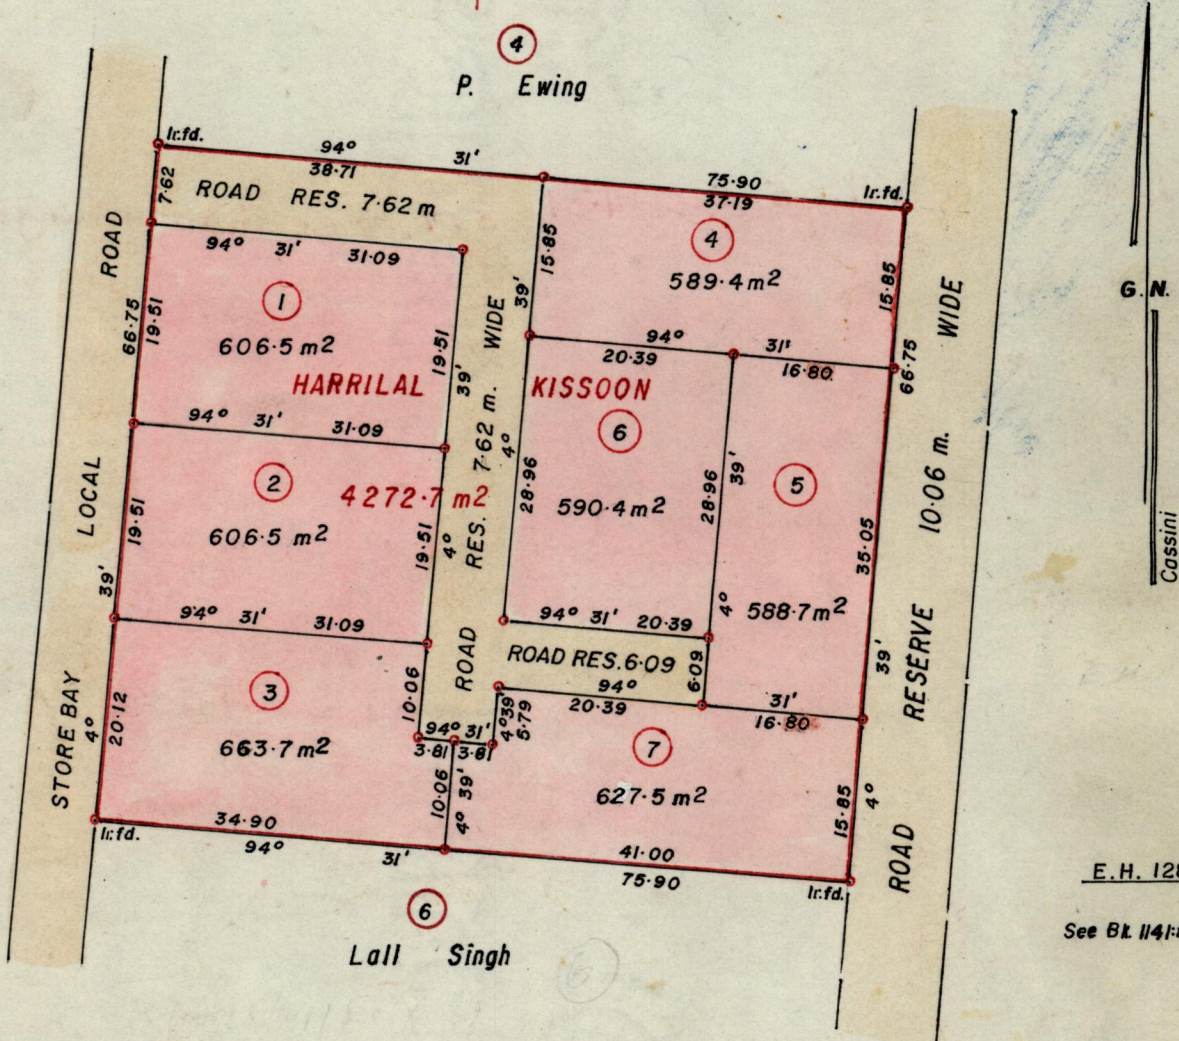 4
P. Ewing
Ir.fd.
94° 31'
38·71
75·90
37·19
Ir.fd.
7·62
ROAD RES. 7·62 m
94° 31' 31·09
4
589·4 m2
15·85
15·85
39'
1
606·5 m2
66·75
19·51
19·51
39'
HARRILAL KISSOON
94° 31'
20·39
16·80
66·75
94° 31' 31·09
2
4272·7 m2
606·5 m2
19·51
19·51
4°
39'
6
590·4 m2
4°
28·96
28·96
39'
4°
5
588·7 m2
35·05
39'
94° 31' 31·09
94° 31' 20·39
ROAD RES. 6·09
6·09
94° 31'
20·39
16·80
3
663·7 m2
4°
20·12
10·06
94° 31'
3·81 3·81
4°39'
5·79
10·06
4° 39'
7
627·5 m2
15·85
4°
34·90
94° 31'
41·00
75·90
Ir.fd.
Ir.fd.
6
Lall Singh
6
STORE BAY LOCAL ROAD
ROAD RES. 7·62 m. WIDE
ROAD RESERVE 10·06 m. WIDE
G.N.
Cassini
E.H. 128
See Bk. 1141: